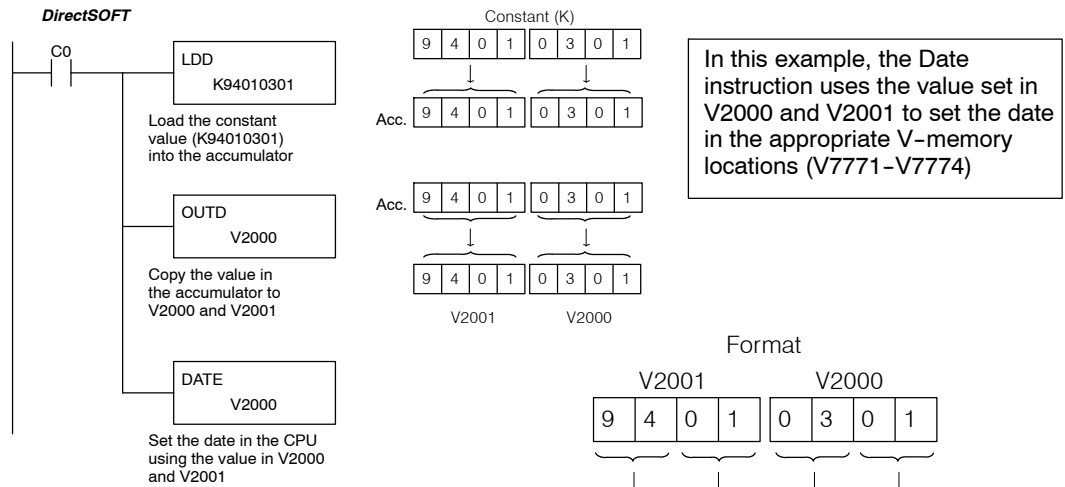 DirectSOFT
C0
LDD
K94010301
Load the constant
value (K94010301)
into the accumulator
OUTD
V2000
Copy the value in
the accumulator to
V2000 and V2001
DATE
V2000
Set the date in the CPU
using the value in V2000
and V2001
Constant (K)
9 4 0 1 0 3 0 1
Acc. 9 4 0 1 0 3 0 1
Acc. 9 4 0 1 0 3 0 1
9 4 0 1 0 3 0 1
V2001 V2000
In this example, the Date
instruction uses the value set in
V2000 and V2001 to set the date
in the appropriate V-memory
locations (V7771-V7774)
Format
V2001 V2000
9 4 0 1 0 3 0 1